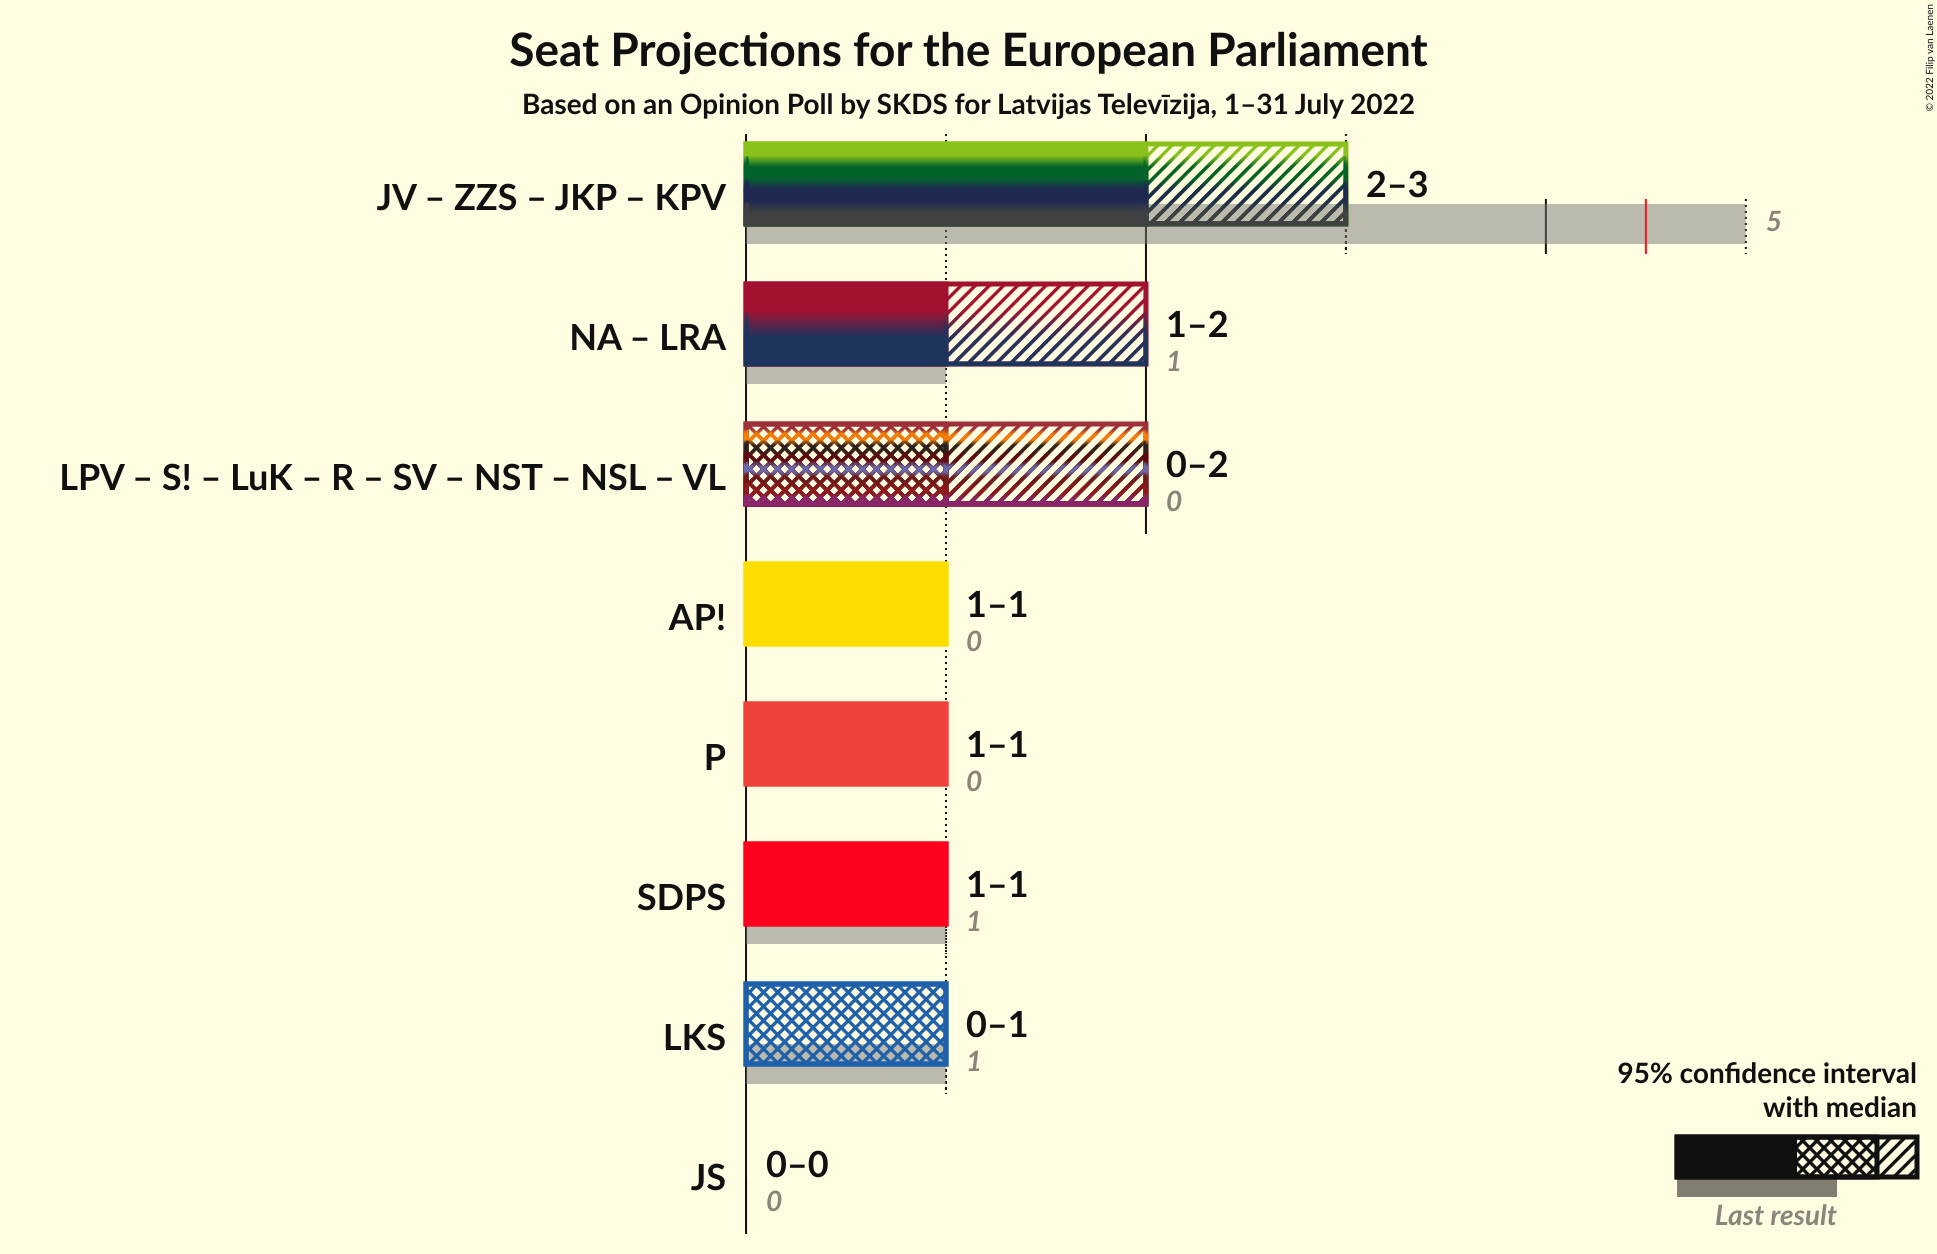 Seat Projections for the European Parliament
Based on an Opinion Poll by SKDS for Latvijas Televīzija, 1–31 July 2022
© 2022 Filip van Laenen
JV – ZZS – JKP – KPV
2–3
5
NA – LRA
1–2
1
LPV – S! – LuK – R – SV – NST – NSL – VL
0–2
0
AP!
1–1
0
P
1–1
0
SDPS
1–1
1
LKS
0–1
1
JS
0–0
0
95% confidence interval
with median
Last result